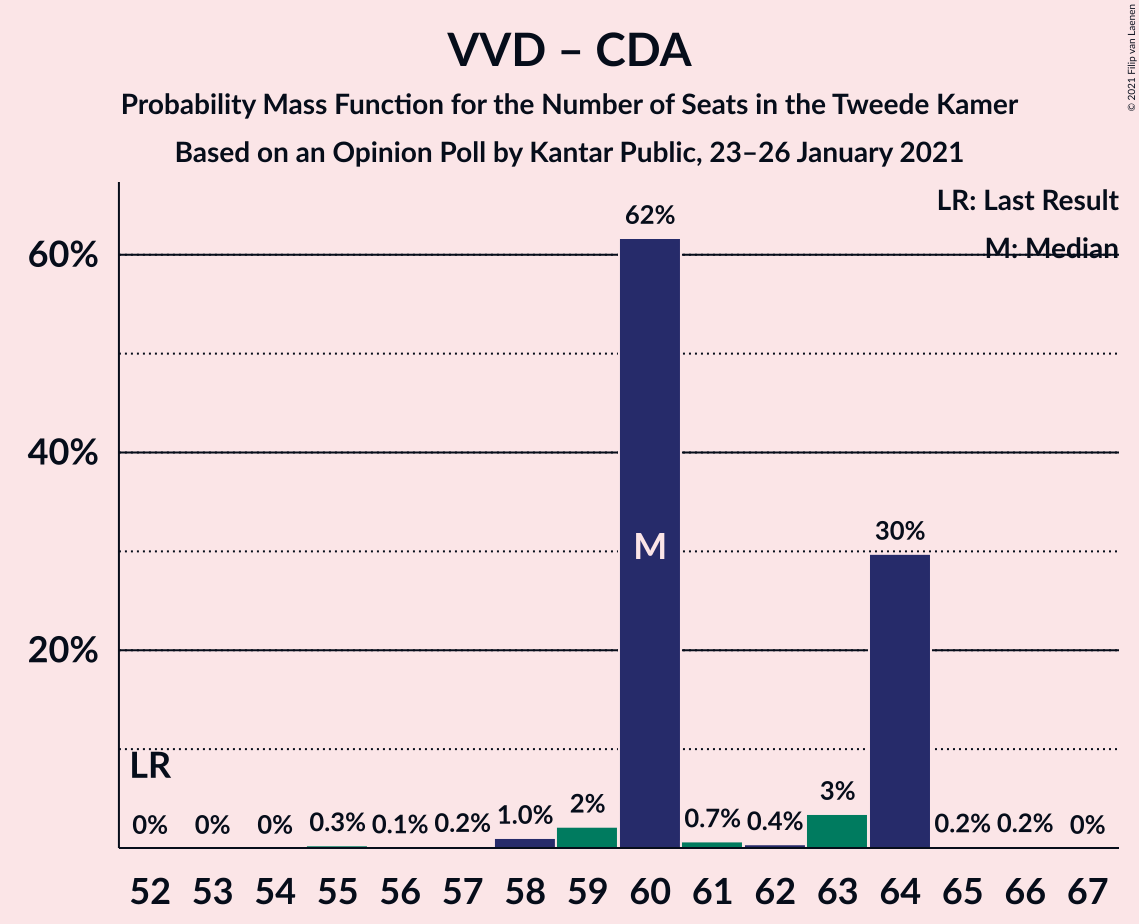 VVD – CDA
Probability Mass Function for the Number of Seats in the Tweede Kamer
Based on an Opinion Poll by Kantar Public, 23–26 January 2021
© 2021 Filip van Laenen
LR: Last Result
M: Median
60%
40%
20%
62%
M
30%
LR
0% 0% 0% 0.3% 0.1% 0.2% 1.0% 2% 0.7% 0.4% 3% 0.2% 0.2% 0%
52 53 54 55 56 57 58 59 60 61 62 63 64 65 66 67